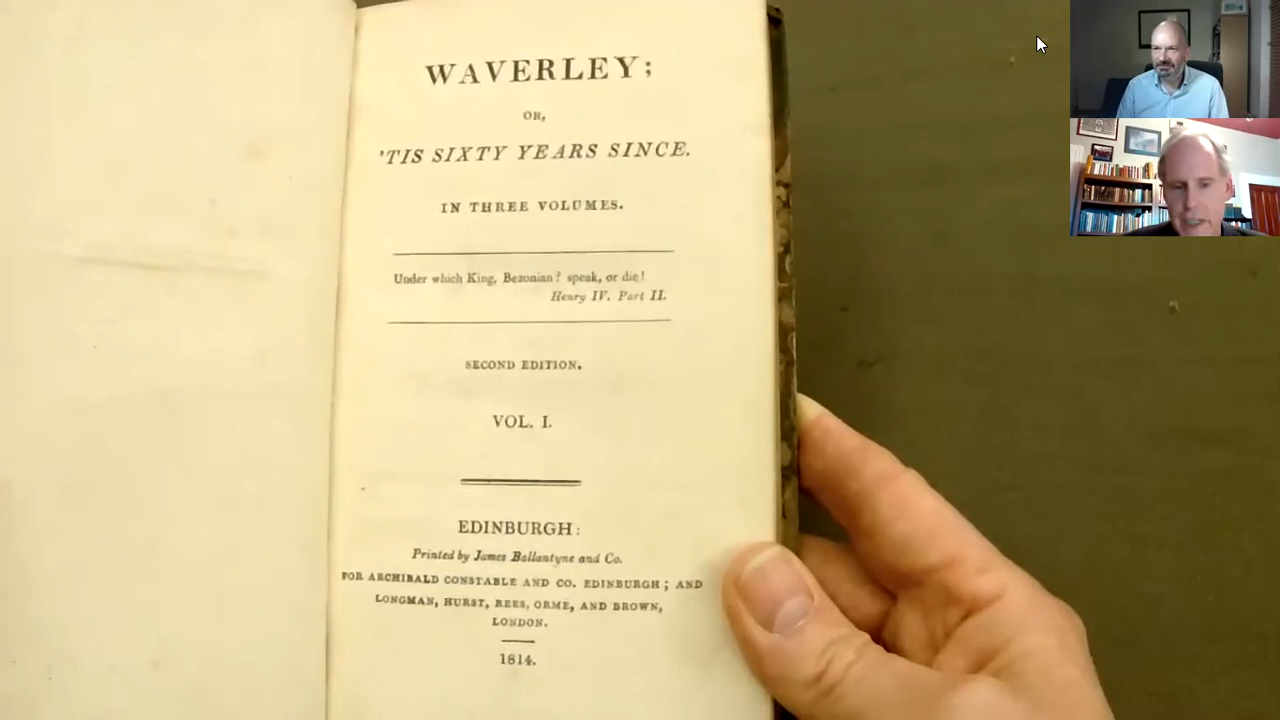 WAVERLEY;
OR,
'TIS SIXTY YEARS SINCE.
IN THREE VOLUMES.
Under which King, Bezonian? speak, or die!
Henry IV. Part II.
SECOND EDITION.
VOL. I.
EDINBURGH:
Printed by James Ballantyne and Co.
FOR ARCHIBALD CONSTABLE AND CO. EDINBURGH; AND
LONGMAN, HURST, REES, ORME, AND BROWN,
LONDON.
1814.